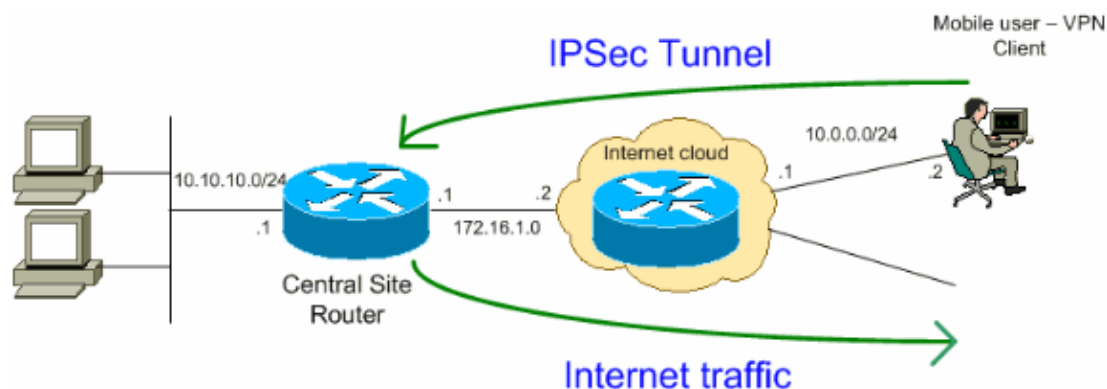 Mobile user – VPN
Client
IPSec Tunnel
10.0.0.0/24
Internet cloud
10.10.10.0/24
.1
.2
.1
.2
.1
172.16.1.0
Central Site
Router
Internet traffic